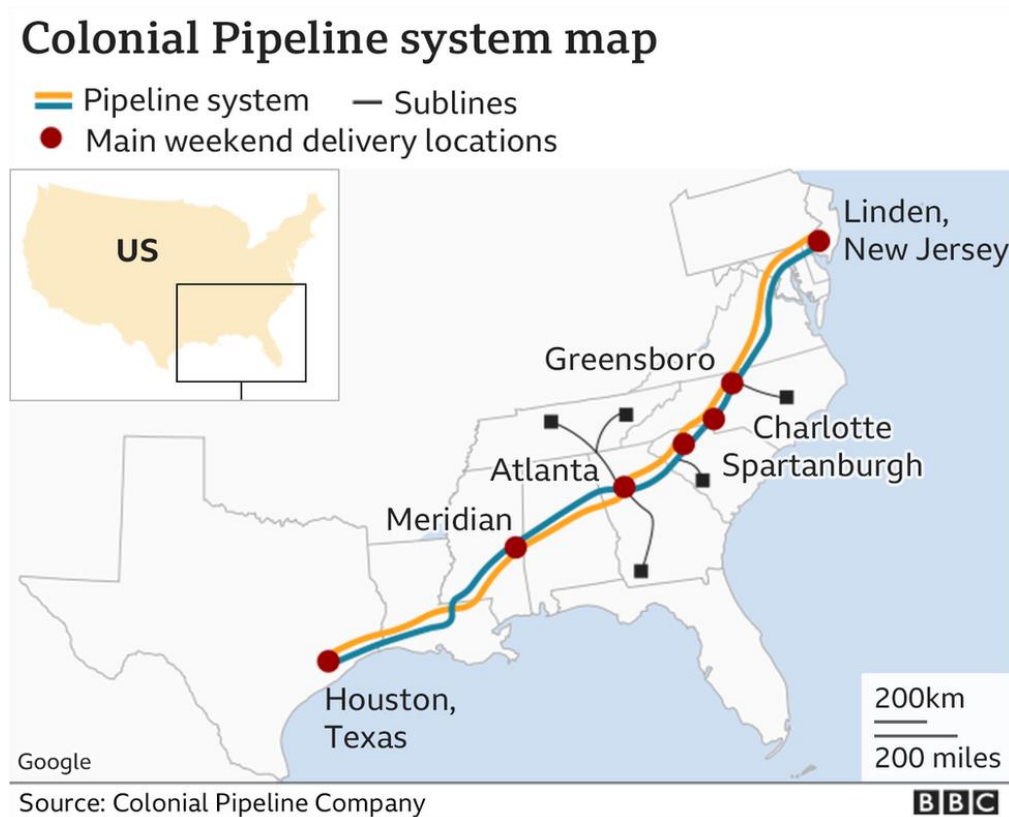 Colonial Pipeline system map
Pipeline system
Sublines
Main weekend delivery locations
US
Linden,
New Jersey
Greensboro
Charlotte
Spartanburgh
Atlanta
Meridian
Houston,
Texas
200km
200 miles
Google
Source: Colonial Pipeline Company
BBC